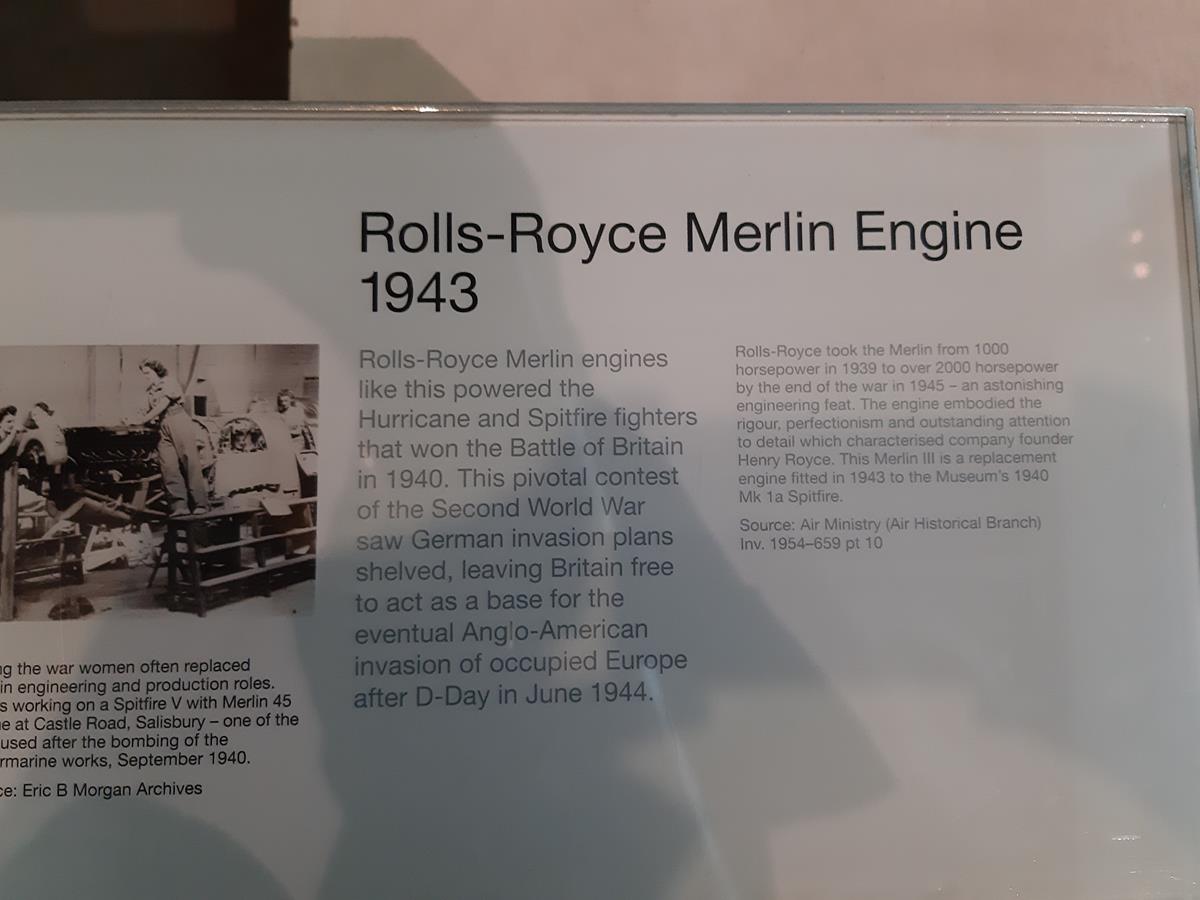 Rolls-Royce Merlin Engine
1943
Rolls-Royce Merlin engines
like this powered the
Hurricane and Spitfire fighters
that won the Battle of Britain
in 1940. This pivotal contest
of the Second World War
saw German invasion plans
shelved, leaving Britain free
to act as a base for the
eventual Anglo-American
invasion of occupied Europe
after D-Day in June 1944.
Rolls-Royce took the Merlin from 1000
horsepower in 1939 to over 2000 horsepower
by the end of the war in 1945 – an astonishing
engineering feat. The engine embodied the
rigour, perfectionism and outstanding attention
to detail which characterised company founder
Henry Royce. This Merlin III is a replacement
engine fitted in 1943 to the Museum's 1940
Mk 1a Spitfire.
Source: Air Ministry (Air Historical Branch)
Inv. 1954–659 pt 10
the war women often replaced
in engineering and production roles.
working on a Spitfire V with Merlin 45
at Castle Road, Salisbury – one of the
used after the bombing of the
works, September 1940.
Eric B Morgan Archives